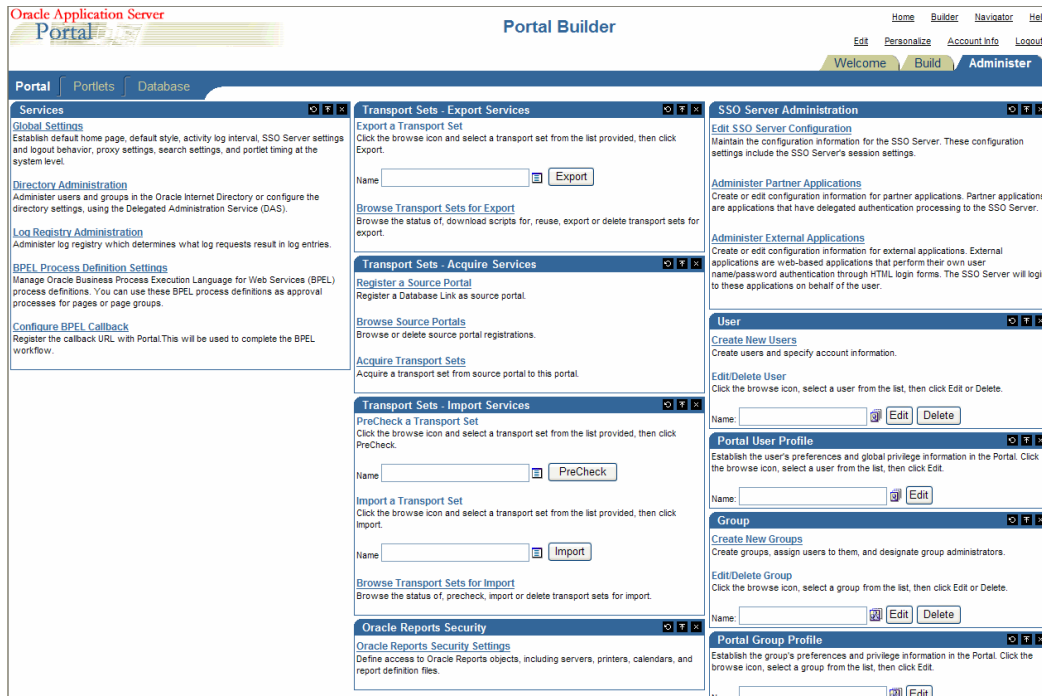 Oracle Application Server
Portal
Portal Builder
Home Builder Navigator
Edit Personalize Account Info Logout
Welcome Build Administer
Portal Portlets Database
Services
Global Settings
Establish default home page, default style, activity log interval, SSO Server settings
and logout behavior, proxy settings, search settings, and portlet timing at the
system level.
Directory Administration
Administer users and groups in the Oracle Internet Directory or configure the
directory settings, using the Delegated Administration Service (DAS).
Log Registry Administration
Administer log registry which determines what log requests result in log entries.
BPEL Process Definition Settings
Manage Oracle Business Process Execution Language for Web Services (BPEL)
process definitions. You can use these BPEL process definitions as approval
processes for pages or page groups.
Configure BPEL Callback
Register the callback URL with Portal.This will be used to complete the BPEL
workflow.
Transport Sets - Export Services
Export a Transport Set
Click the browse icon and select a transport set from the list provided, then click
Export.
Name Export
Browse Transport Sets for Export
Browse the status of, download scripts for, reuse, export or delete transport sets for
export.
Transport Sets - Acquire Services
Register a Source Portal
Register a Database Link as source portal.
Browse Source Portals
Browse or delete source portal registrations.
Acquire Transport Sets
Acquire a transport set from source portal to this portal.
Transport Sets - Import Services
PreCheck a Transport Set
Click the browse icon and select a transport set from the list provided, then click
PreCheck.
Name PreCheck
Import a Transport Set
Click the browse icon and select a transport set from the list provided, then click
Import.
Name Import
Browse Transport Sets for Import
Browse the status of, precheck, import or delete transport sets for import.
Oracle Reports Security
Oracle Reports Security Settings
Define access to Oracle Reports objects, including servers, printers, calendars, and
report definition files.
SSO Server Administration
Edit SSO Server Configuration
Maintain the configuration information for the SSO Server. These configuration
settings include the SSO Server's session settings.
Administer Partner Applications
Create or edit configuration information for partner applications. Partner applications
are applications that have delegated authentication processing to the SSO Server.
Administer External Applications
Create or edit configuration information for external applications. External
applications are web-based applications that perform their own user
name/password authentication through HTML login forms. The SSO Server will logi
to these applications on behalf of the user.
User
Create New Users
Create users and specify account information.
Edit/Delete User
Click the browse icon, select a user from the list, then click Edit or Delete.
Name: Edit Delete
Portal User Profile
Establish the user's preferences and global privilege information in the Portal. Click
the browse icon, select a user from the list, then click Edit.
Name: Edit
Group
Create New Groups
Create groups, assign users to them, and designate group administrators.
Edit/Delete Group
Click the browse icon, select a group from the list, then click Edit or Delete.
Name: Edit Delete
Portal Group Profile
Establish the group's preferences and privilege information in the Portal. Click the
browse icon, select a group from the list, then click Edit.
Edit